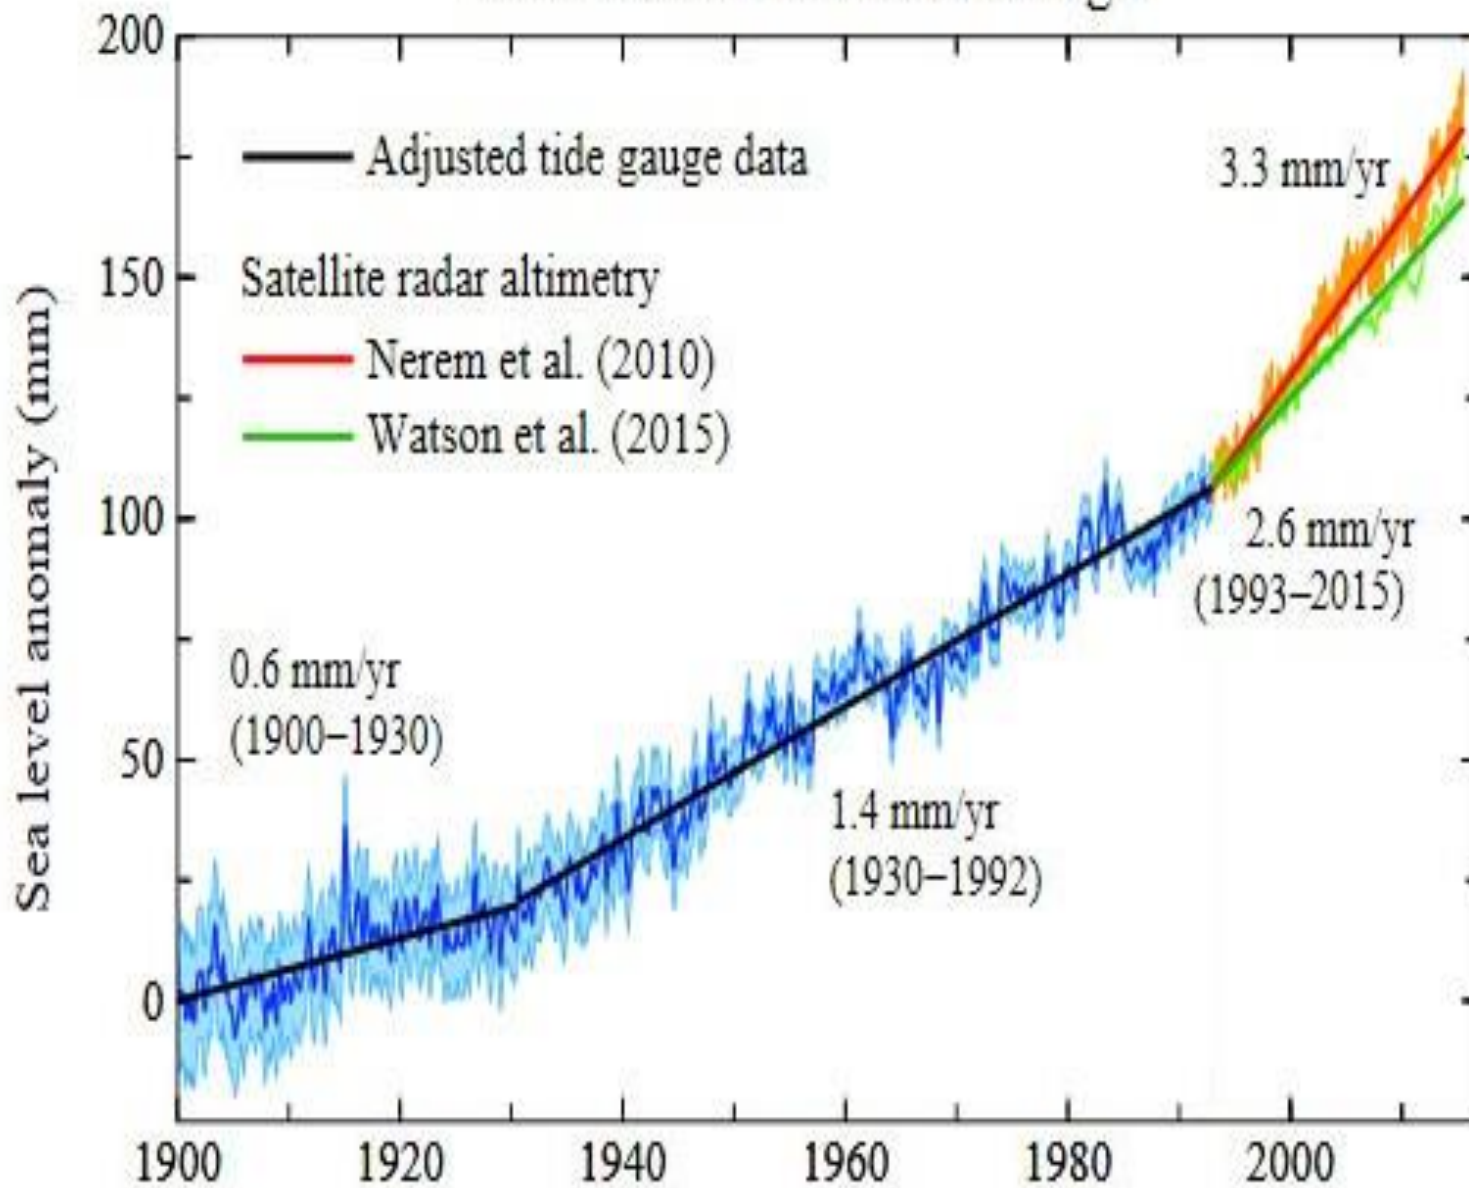 200
Adjusted tide gauge data
3.3 mm/yr
Satellite radar altimetry
150
Nerem et al. (2010)
Watson et al. (2015)
Sea level anomaly (mm)
100
2.6 mm/yr
(1993–2015)
0.6 mm/yr
(1900–1930)
50
1.4 mm/yr
(1930–1992)
0
1900 1920 1940 1960 1980 2000